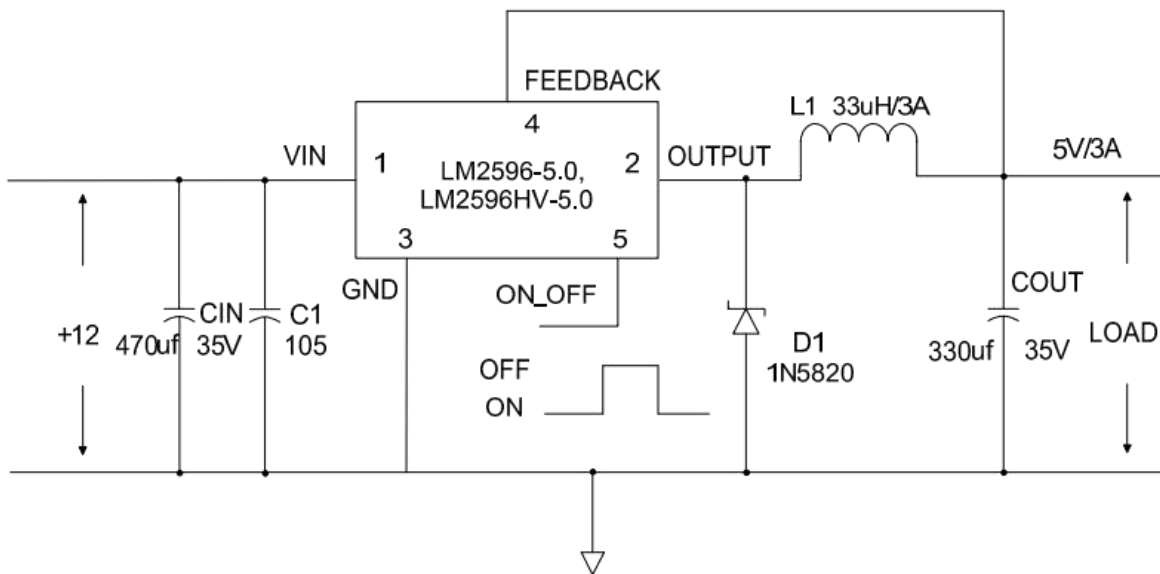 FEEDBACK
4
L1 33uH/3A
VIN
1
LM2596-5.0,
LM2596HV-5.0
2
OUTPUT
5V/3A
3
5
GND
ON_OFF
+12
CIN
470uf 35V
C1
105
OFF
ON
D1
1N5820
COUT
330uf 35V
LOAD